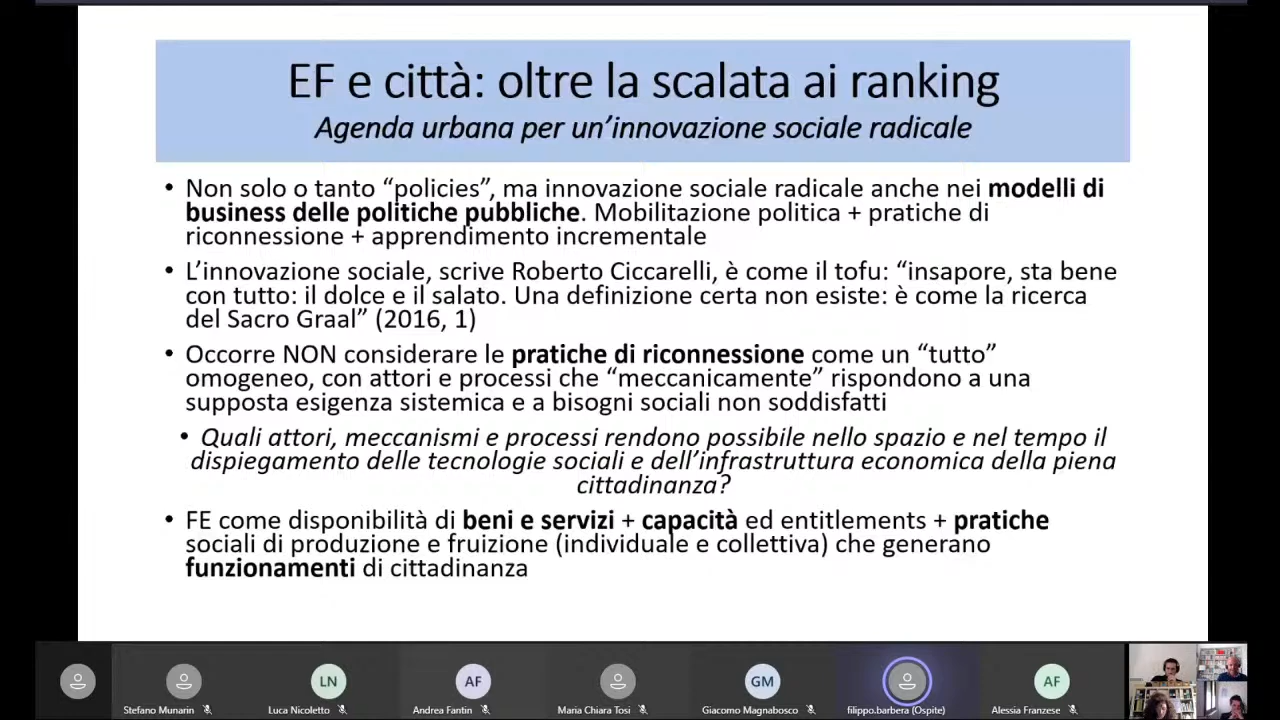 EF e città: oltre la scalata ai ranking
Agenda urbana per un’innovazione sociale radicale
• Non solo o tanto “policies”, ma innovazione sociale radicale anche nei modelli di
business delle politiche pubbliche. Mobilitazione politica + pratiche di
riconnessione + apprendimento incrementale
• L’innovazione sociale, scrive Roberto Ciccarelli, è come il tofu: “insapore, sta bene
con tutto: il dolce e il salato. Una definizione certa non esiste: è come la ricerca
del Sacro Graal” (2016, 1)
• Occorre NON considerare le pratiche di riconnessione come un “tutto”
omogeneo, con attori e processi che “meccanicamente” rispondono a una
supposta esigenza sistemica e a bisogni sociali non soddisfatti
• Quali attori, meccanismi e processi rendono possibile nello spazio e nel tempo il
dispiegamento delle tecnologie sociali e dell’infrastruttura economica della piena
cittadinanza?
• FE come disponibilità di beni e servizi + capacità ed entitlements + pratiche
sociali di produzione e fruizione (individuale e collettiva) che generano
funzionamenti di cittadinanza
LN
AF
GM
AF
Stefano Munarin
Luca Nicoletto
Andrea Fantin
Maria Chiara Tosi
Giacomo Magnabosco
filippo.barbera (Ospite)
Alessia Franzese